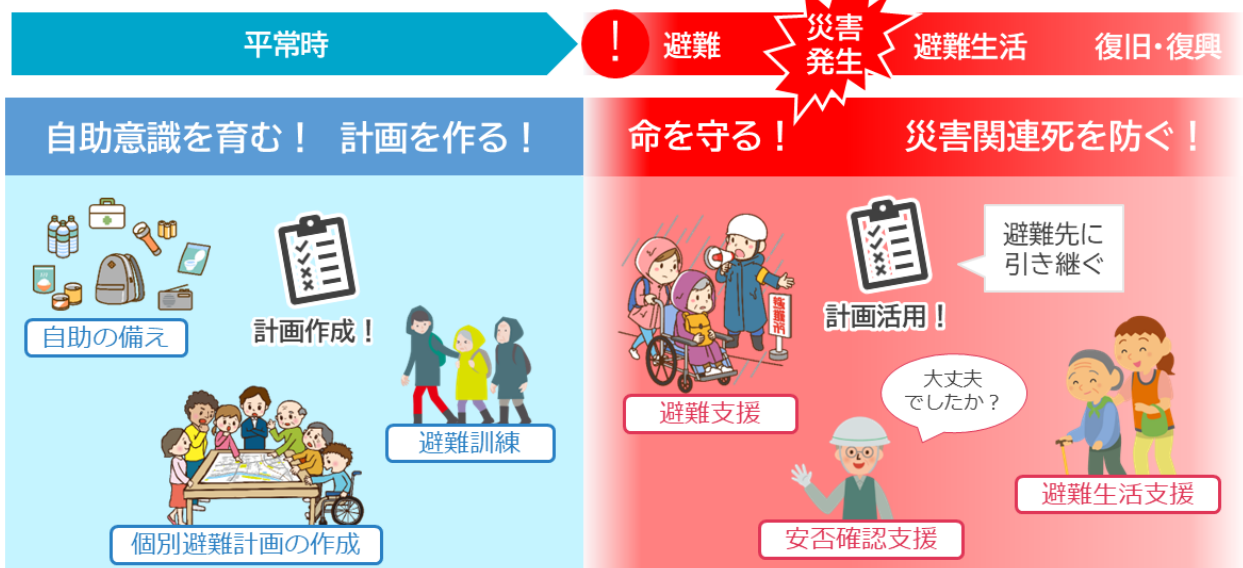 平常時
!
避難
災害
発生
避難生活
復旧・復興
自助意識を育む！ 計画を作る！
命を守る！
災害関連死を防ぐ！
自助の備え
計画作成！
避難訓練
個別避難計画の作成
避難所
避難支援
計画活用！
避難先に
引き継ぐ
大丈夫
でしたか？
安否確認支援
避難生活支援